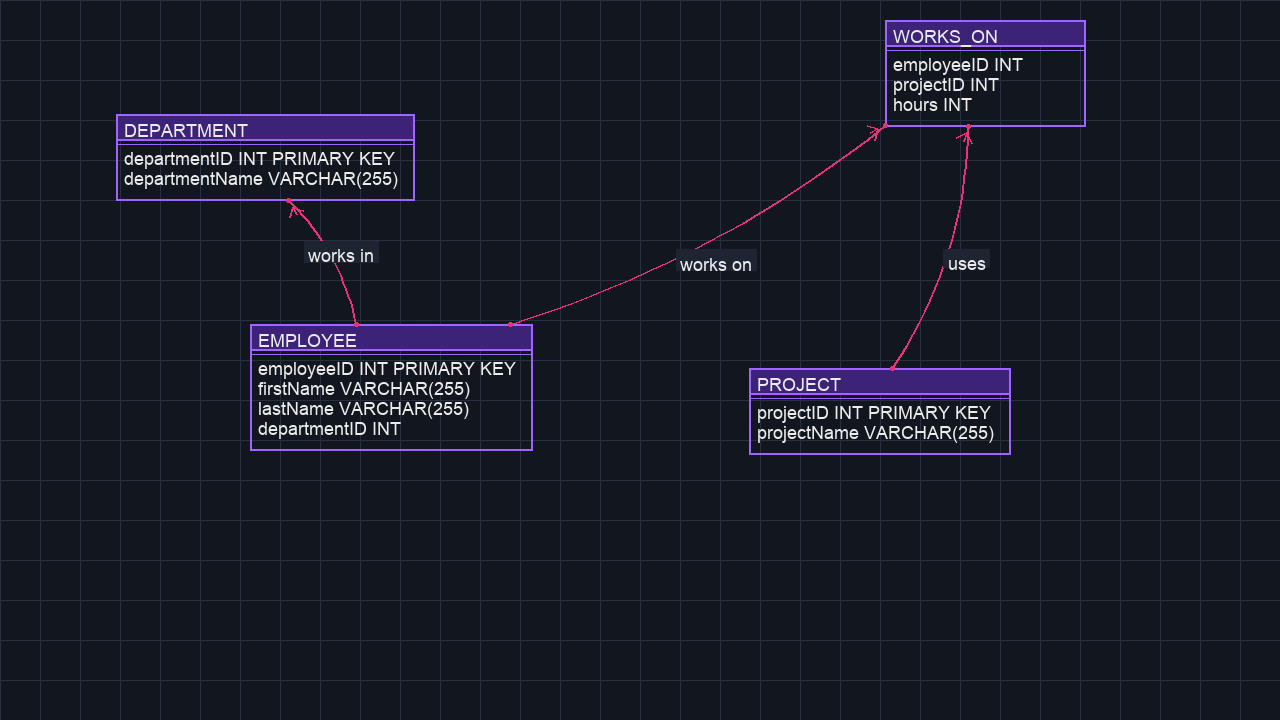 WORKS_ON
employeeID INT
projectID INT
hours INT
DEPARTMENT
departmentID INT PRIMARY KEY
departmentName VARCHAR(255)
works in
works on
uses
EMPLOYEE
employeeID INT PRIMARY KEY
firstName VARCHAR(255)
lastName VARCHAR(255)
departmentID INT
PROJECT
projectID INT PRIMARY KEY
projectName VARCHAR(255)